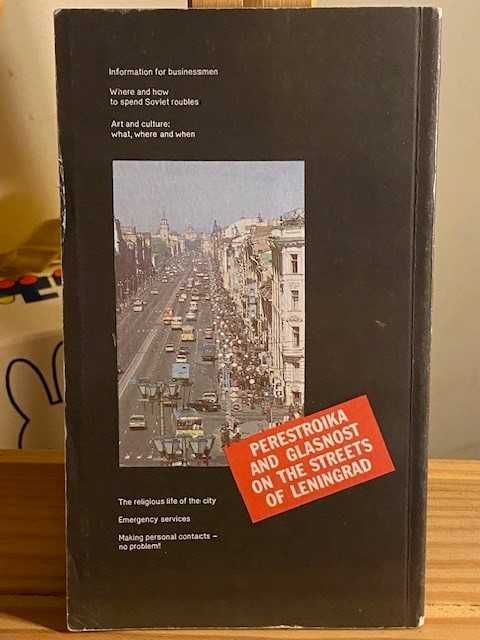 Information for businessmen
Where and how
to spend Soviet roubles
Art and culture:
what, where and when
PERESTROIKA
AND GLASNOST
ON THE STREETS
OF LENINGRAD
The religious life of the city
Emergency services
Making personal contacts –
no problem!!